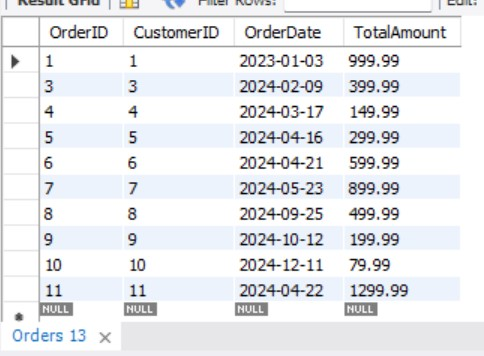 Result Grid Filter Rows: Edit:
OrderID CustomerID OrderDate TotalAmount
1 1 2023-01-03 999.99
3 3 2024-02-09 399.99
4 4 2024-03-17 149.99
5 5 2024-04-16 299.99
6 6 2024-04-21 599.99
7 7 2024-05-23 899.99
8 8 2024-09-25 499.99
9 9 2024-10-12 199.99
10 10 2024-12-11 79.99
11 11 2024-04-22 1299.99
NULL NULL NULL NULL
Orders 13